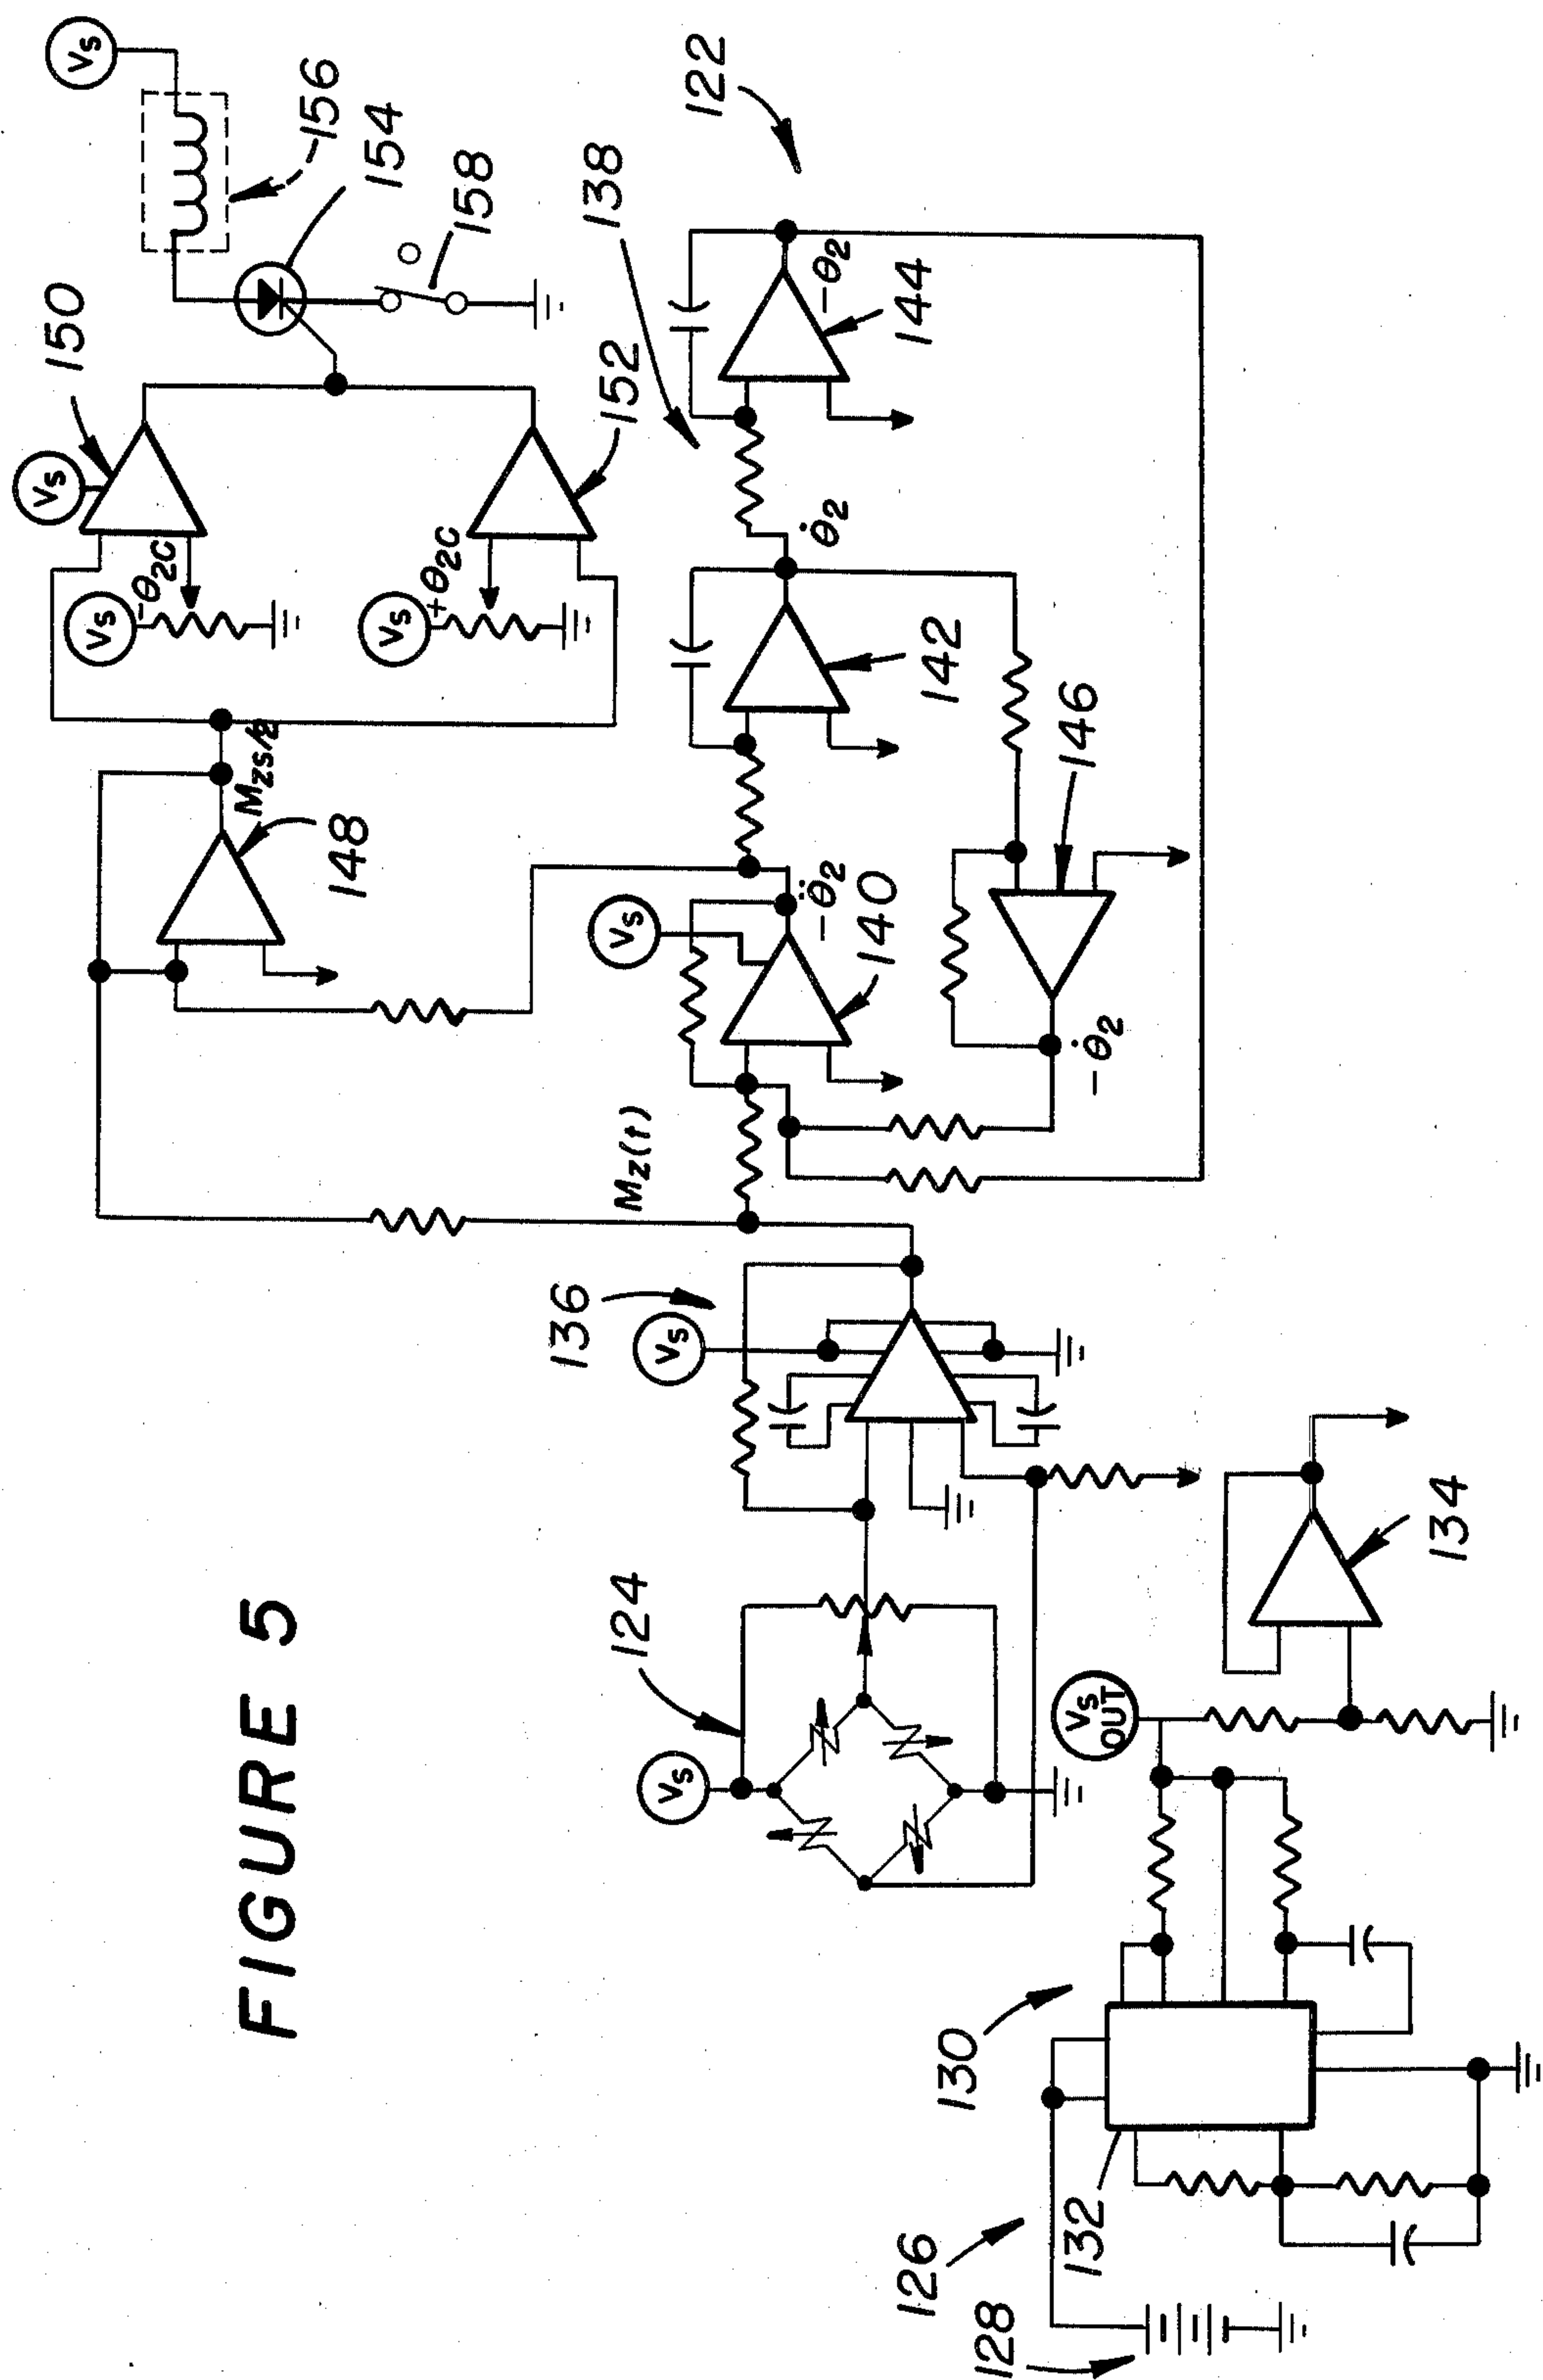 FIGURE 5
Vs
156
154
158
150
Vs
Vs
-θ2C
Vs
+θ2C
152
MZS/2
148
122
138
-θ2
144
θ̇2
142
146
Vs
-θ̈2
140
-θ̇2
MZ(t)
136
Vs
124
Vs
134
Vs
OUT
130
132
126
128